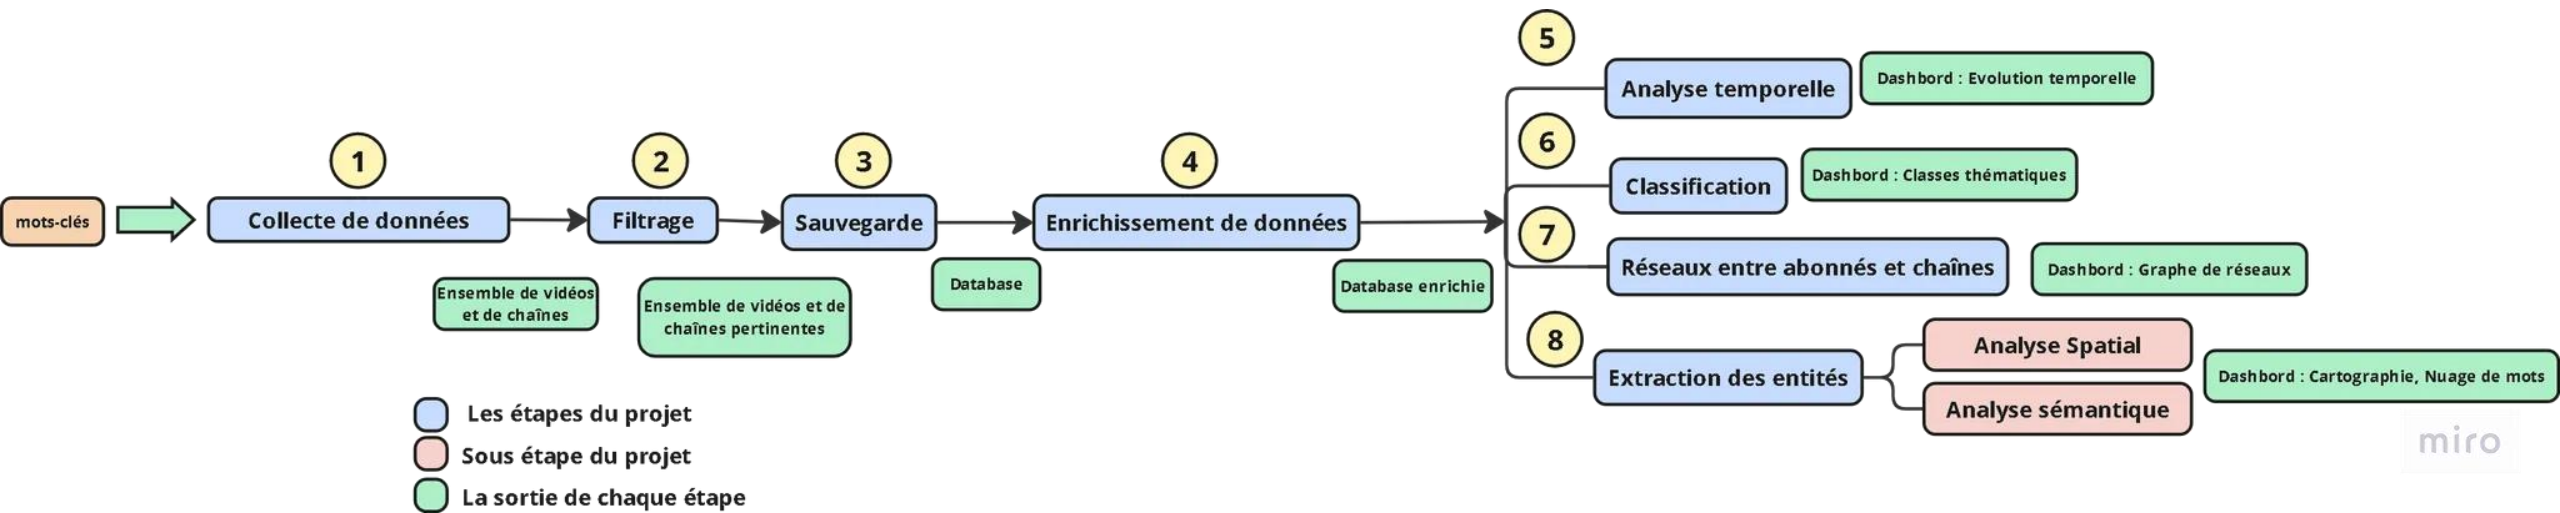 mots-clés
1
Collecte de données
Ensemble de vidéos
et de chaînes
2
Filtrage
Ensemble de vidéos et de
chaînes pertinentes
3
Sauvegarde
Database
4
Enrichissement de données
Database enrichie
5
Analyse temporelle
Dashbord : Evolution temporelle
6
Classification
Dashbord : Classes thématiques
7
Réseaux entre abonnés et chaînes
Dashbord : Graphe de réseaux
8
Extraction des entités
Analyse Spatial
Analyse sémantique
Dashbord : Cartographie, Nuage de mots
Les étapes du projet
Sous étape du projet
La sortie de chaque étape
miro